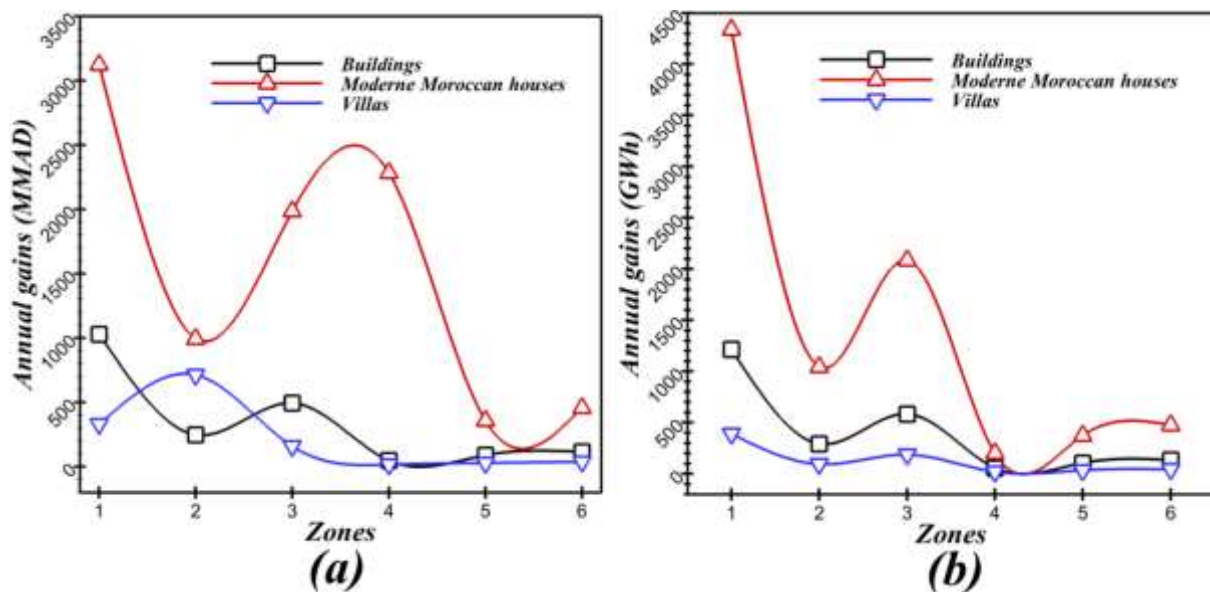 Annual gains (MMAD)
3500
3000
2500
2000
1500
1000
500
0
Buildings
Moderne Moroccan houses
Villas
1 2 3 4 5 6
Zones
(a)
Annual gains (GWh)
4500
4000
3500
3000
2500
2000
1500
1000
500
0
Buildings
Moderne Moroccan houses
Villas
1 2 3 4 5 6
Zones
(b)